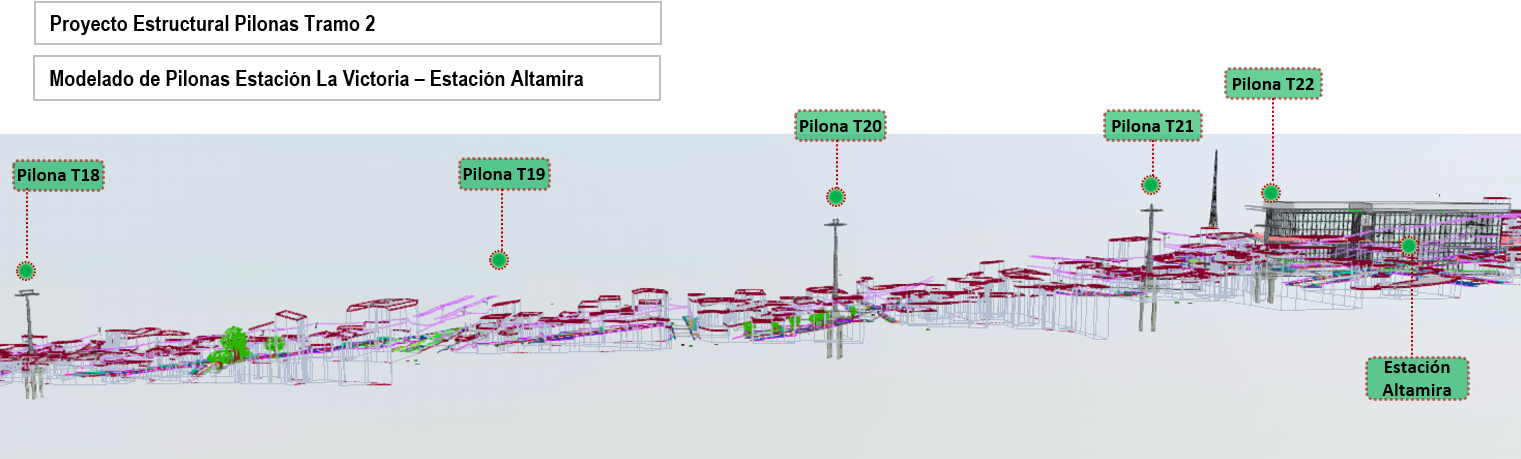 Proyecto Estructural Pilonas Tramo 2
Modelado de Pilonas Estación La Victoria – Estación Altamira
Pilona T18
Pilona T19
Pilona T20
Pilona T21
Pilona T22
Estación
Altamira